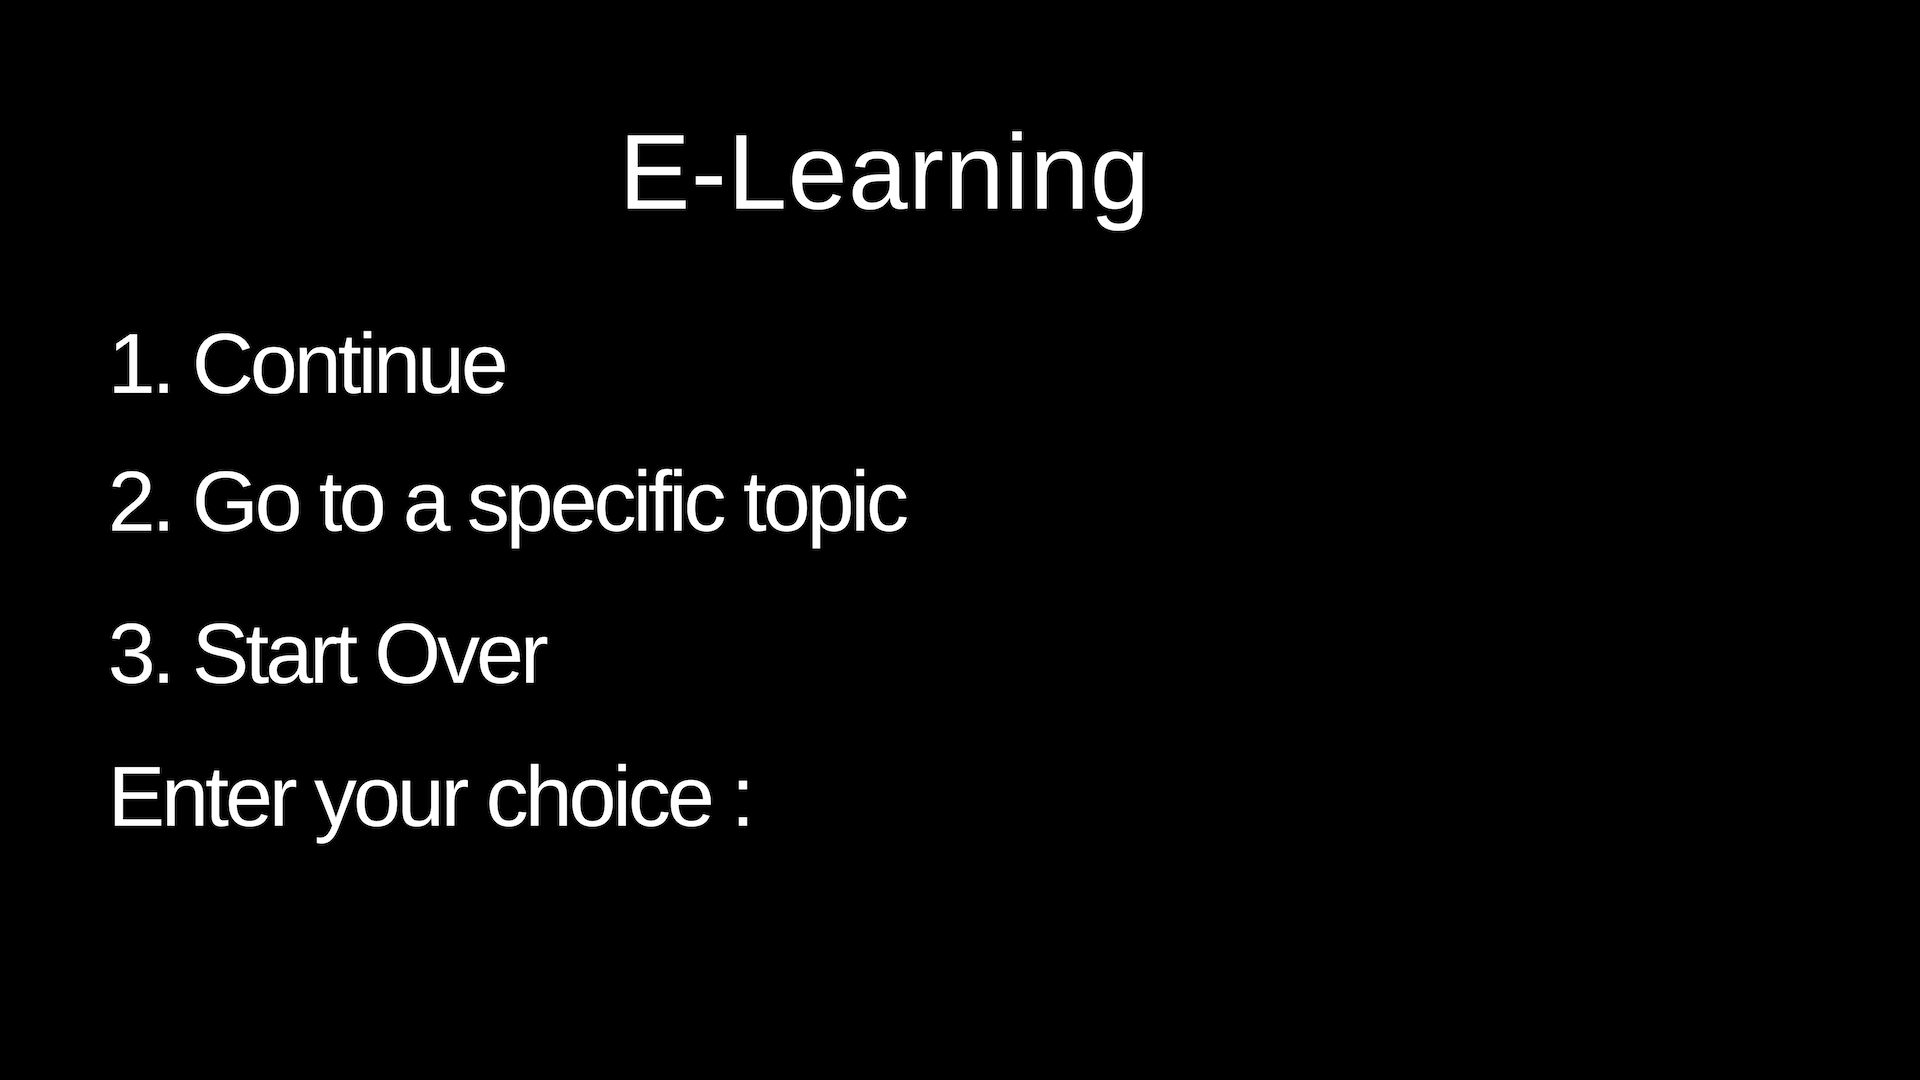 E-Learning
1. Continue
2. Go to a specific topic
3. Start Over
Enter your choice :